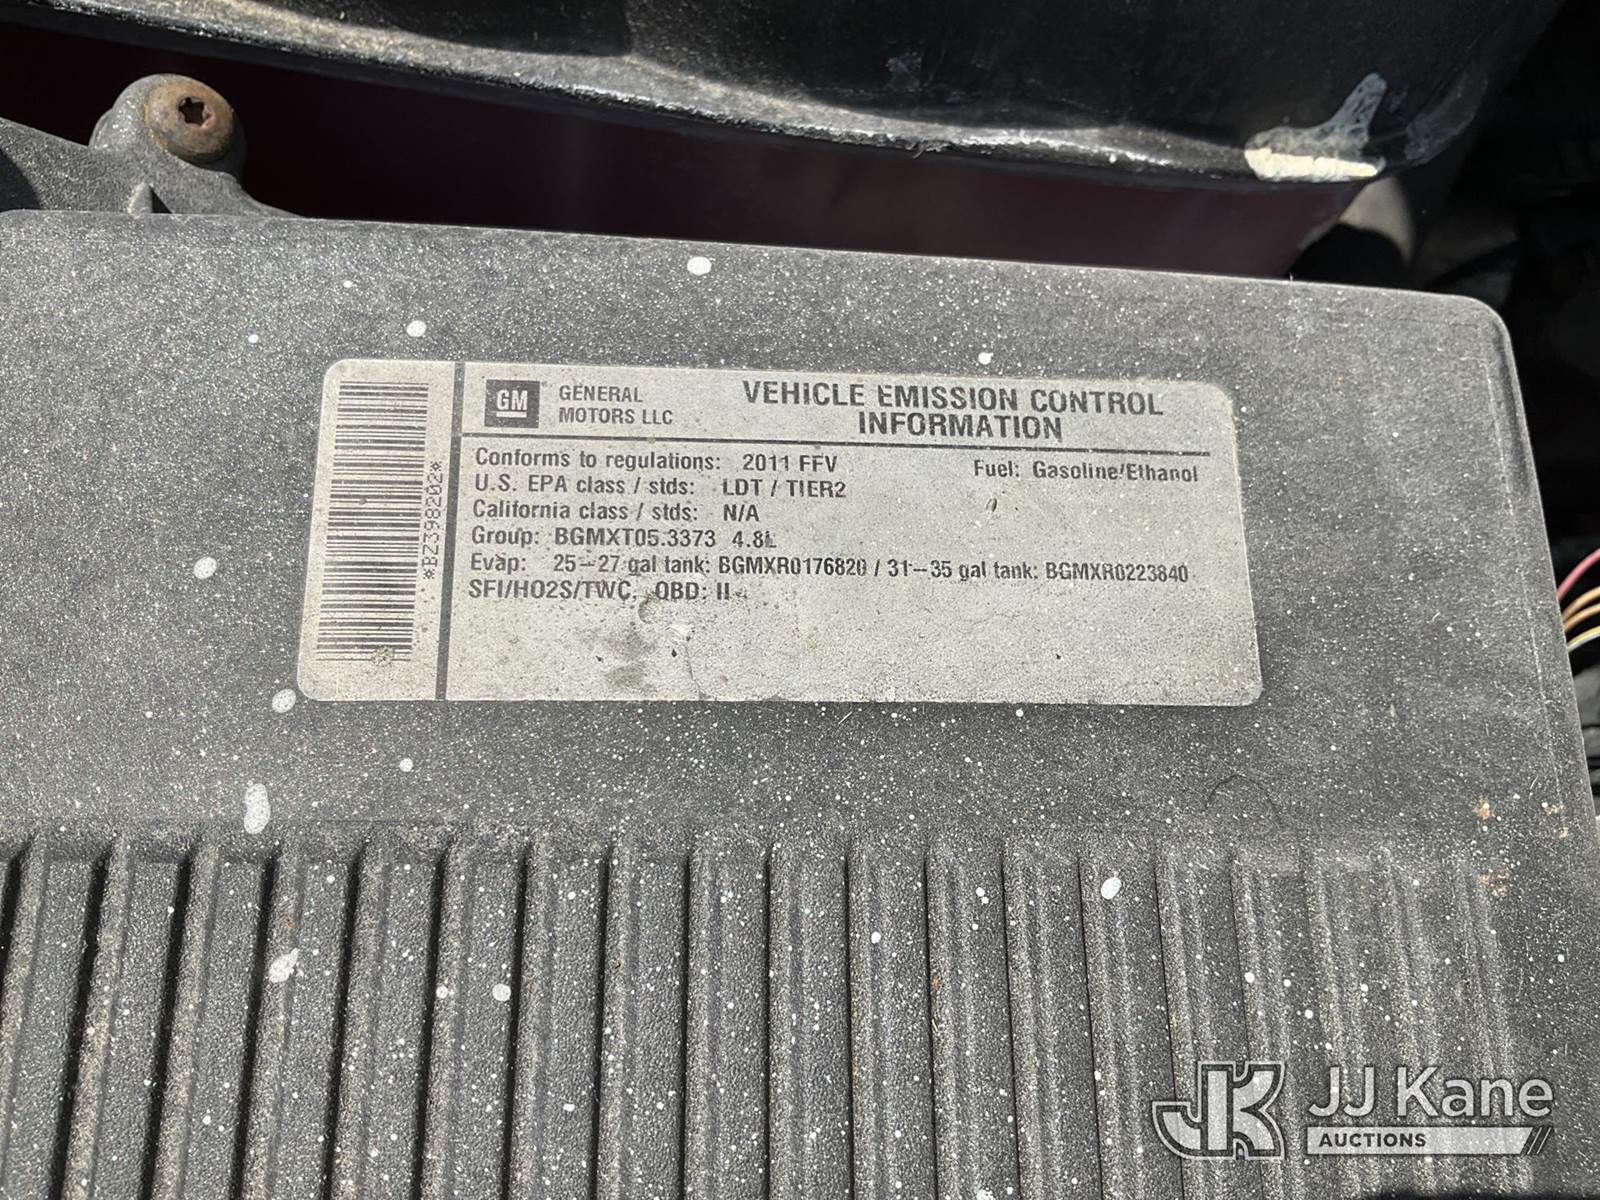 GM GENERAL MOTORS LLC
VEHICLE EMISSION CONTROL
INFORMATION
Conforms to regulations: 2011 FFV
Fuel: Gasoline/Ethanol
U.S. EPA class / stds: LDT / TIER2
California class / stds: N/A
Group: BGMXT05.3373 4.8L
Evap: 25-27 gal tank: BGMXR0176820 / 31-35 gal tank: BGMXR0223840
SFI/HO2S/TWC, OBD: II
*BZ398202*
JK JJ Kane
AUCTIONS